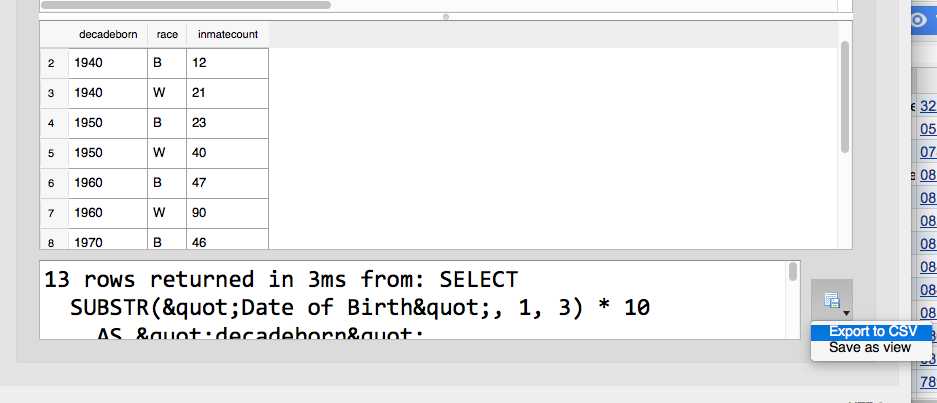 decadeborn race inmatecount
2 1940 B 12
3 1940 W 21
4 1950 B 23
5 1950 W 40
6 1960 B 47
7 1960 W 90
8 1970 B 46
13 rows returned in 3ms from: SELECT
SUBSTR(&quot;Date of Birth&quot;, 1, 3) * 10
AS &quot;decadeborn&quot;
Export to CSV
Save as view
32
05
07
08
08
08
08
08
08
08
78